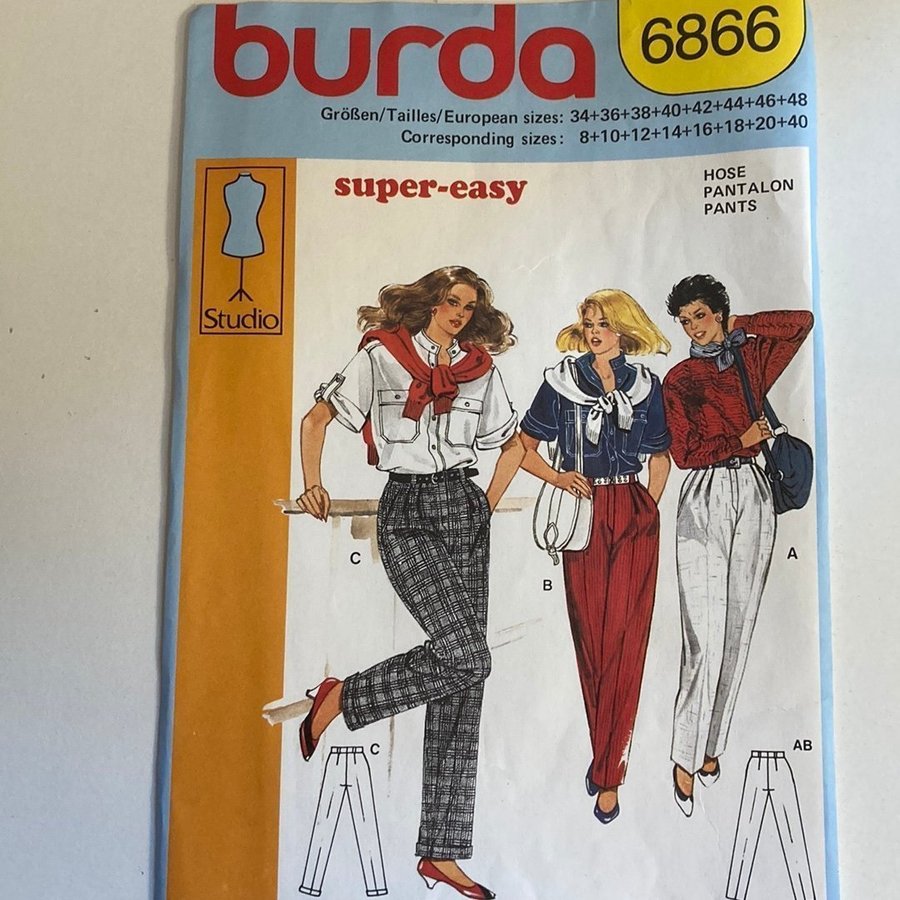 burda
6866
Größen/Tailles/European sizes: 34+36+38+40+42+44+46+48
Corresponding sizes: 8+10+12+14+16+18+20+40
super-easy
HOSE
PANTALON
PANTS
Studio
C
B
A
C
AB